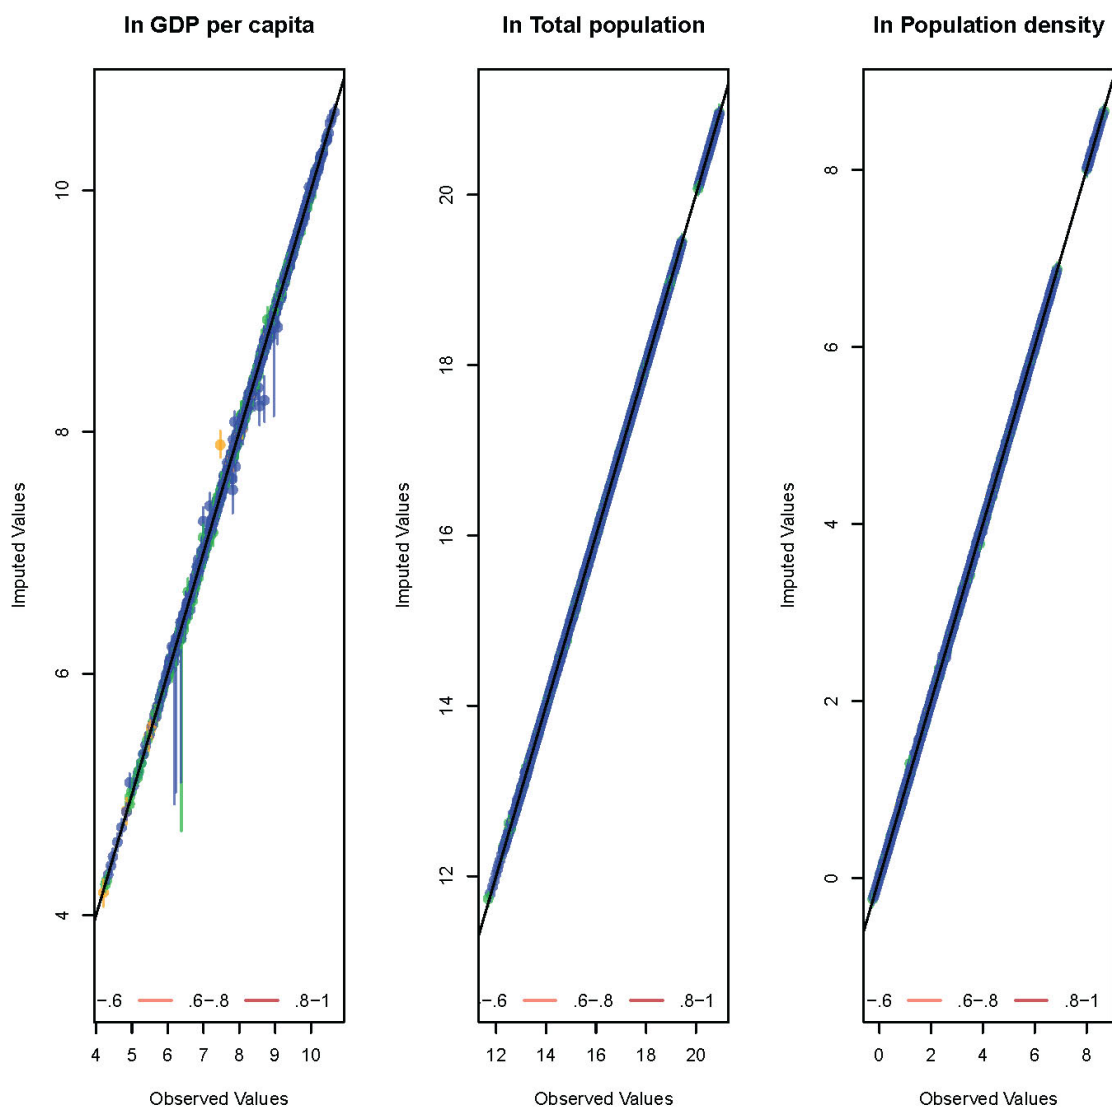 ln GDP per capita
ln Total population
ln Population density
Imputed Values
10
8
6
4
−.6 .6−.8 .8−1
4 5 6 7 8 9 10
Observed Values
Imputed Values
20
18
16
14
12
−.6 .6−.8 .8−1
12 14 16 18 20
Observed Values
Imputed Values
8
6
4
2
0
−.6 .6−.8 .8−1
0 2 4 6 8
Observed Values